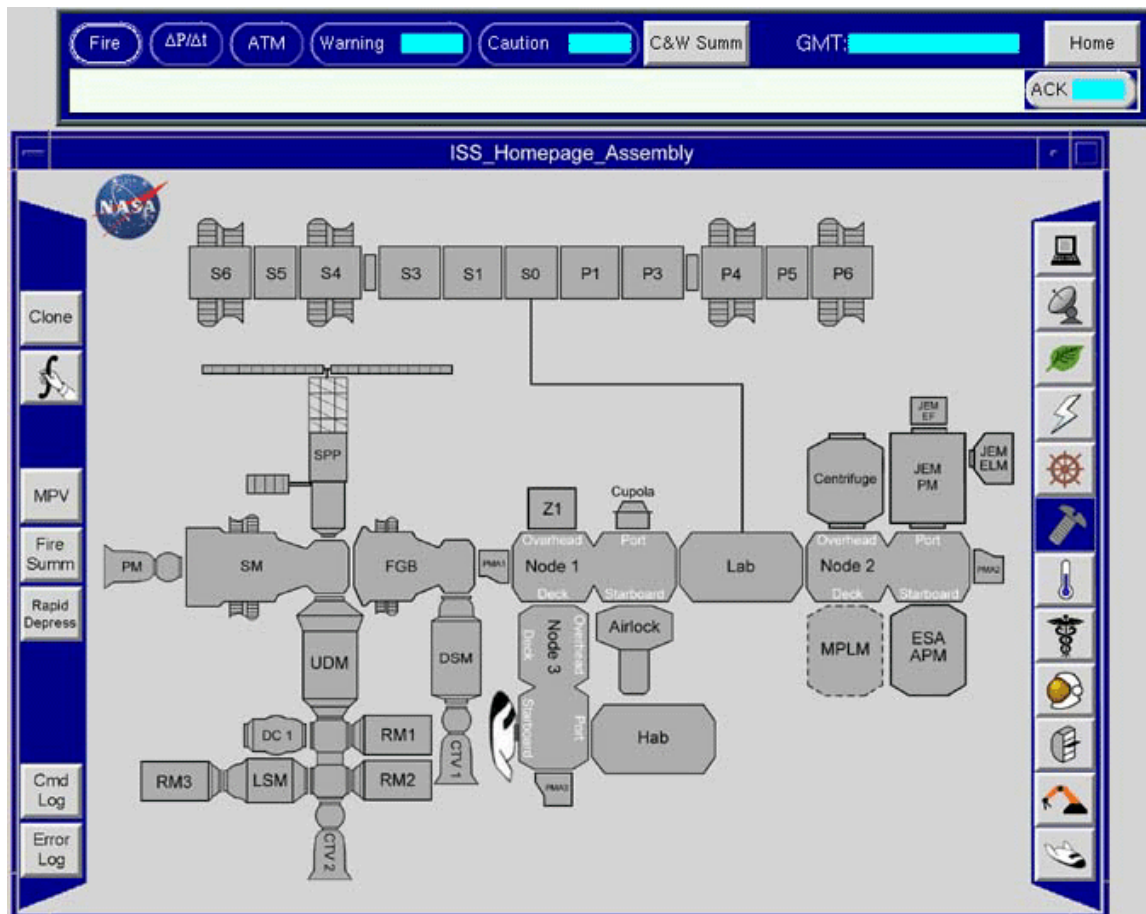 Fire ΔP/Δt ATM Warning Caution C&W Summ GMT: Home
ACK
ISS_Homepage_Assembly
NASA
S6 S5 S4 S3 S1 S0 P1 P3 P4 P5 P6
Clone
SPP
JEM
EF
Centrifuge
JEM
PM
JEM
ELM
MPV
Z1
Cupola
Fire
Summ
Overhead Port
Overhead Port
PM SM FGB PMA1 Node 1 Lab Node 2 PMA2
Deck Starboard
Deck Starboard
Rapid
Depress
UDM
DSM
Deck
Node 3
Overhead
Airlock
MPLM
ESA
APM
Starboard
Port
DC 1 RM1
CTV 1
Hab
RM3 LSM RM2
PMA3
Cmd
Log
CTV 2
Error
Log